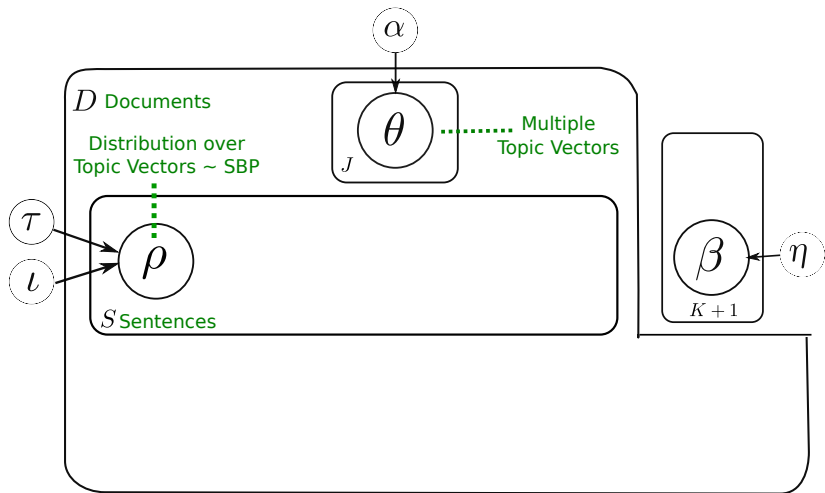 α
D Documents
θ
J
Multiple
Topic Vectors
Distribution over
Topic Vectors ~ SBP
τ
ι
ρ
S Sentences
β
K + 1
η